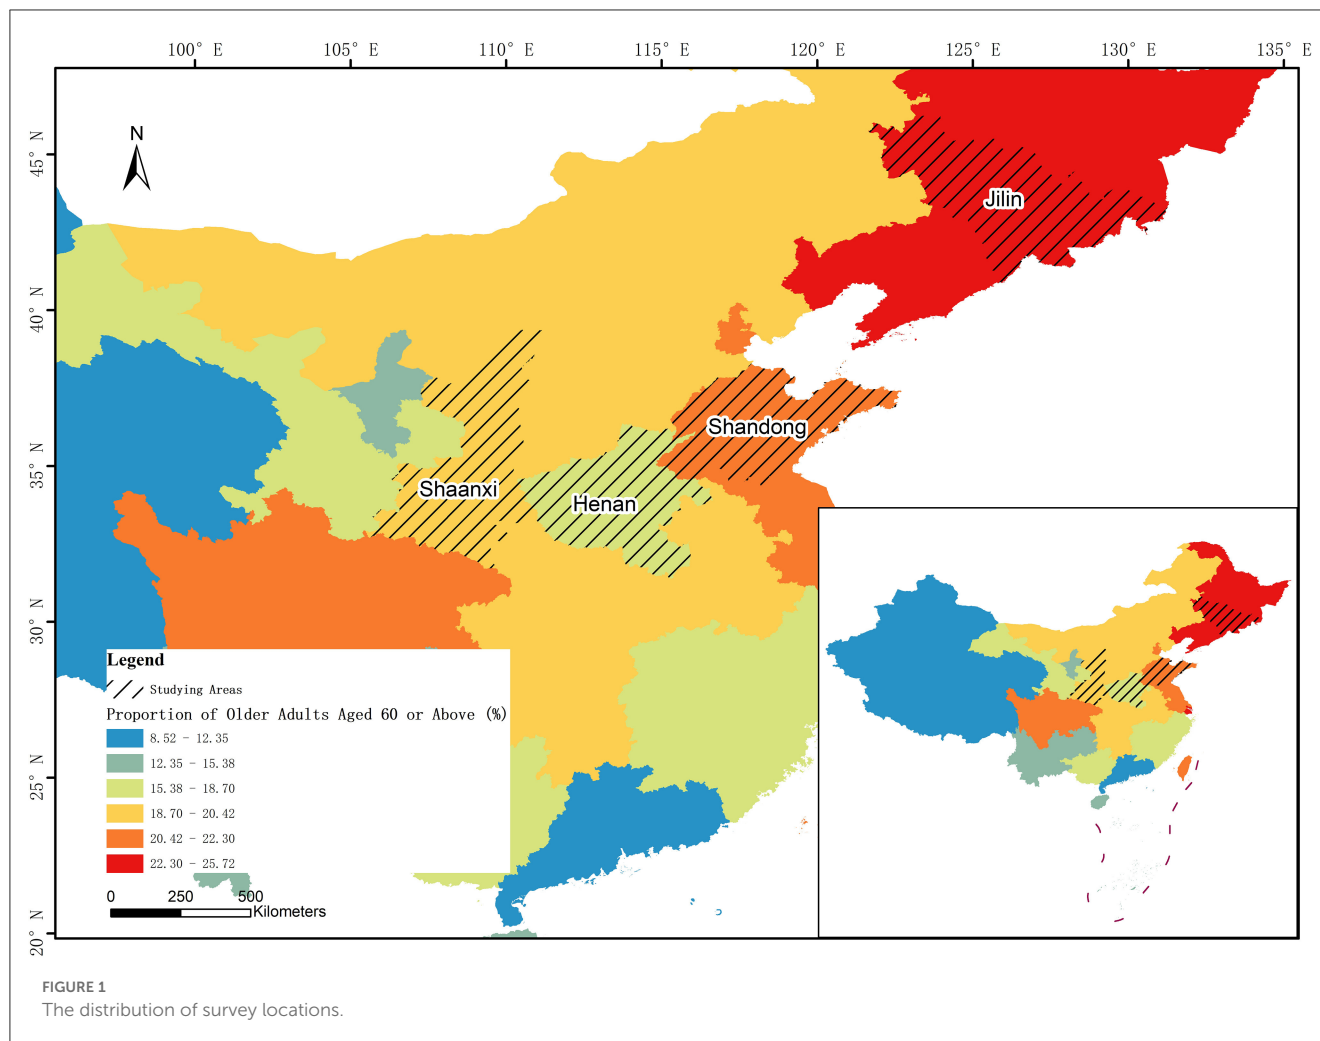 100° E 105° E 110° E 115° E 120° E 125° E 130° E 135° E
45° N
40° N
35° N
30° N
25° N
20° N
N
Jilin
Shandong
Shaanxi
Henan
Legend
Studying Areas
Proportion of Older Adults Aged 60 or Above (%)
8.52 - 12.35
12.35 - 15.38
15.38 - 18.70
18.70 - 20.42
20.42 - 22.30
22.30 - 25.72
0 250 500
Kilometers
FIGURE 1
The distribution of survey locations.